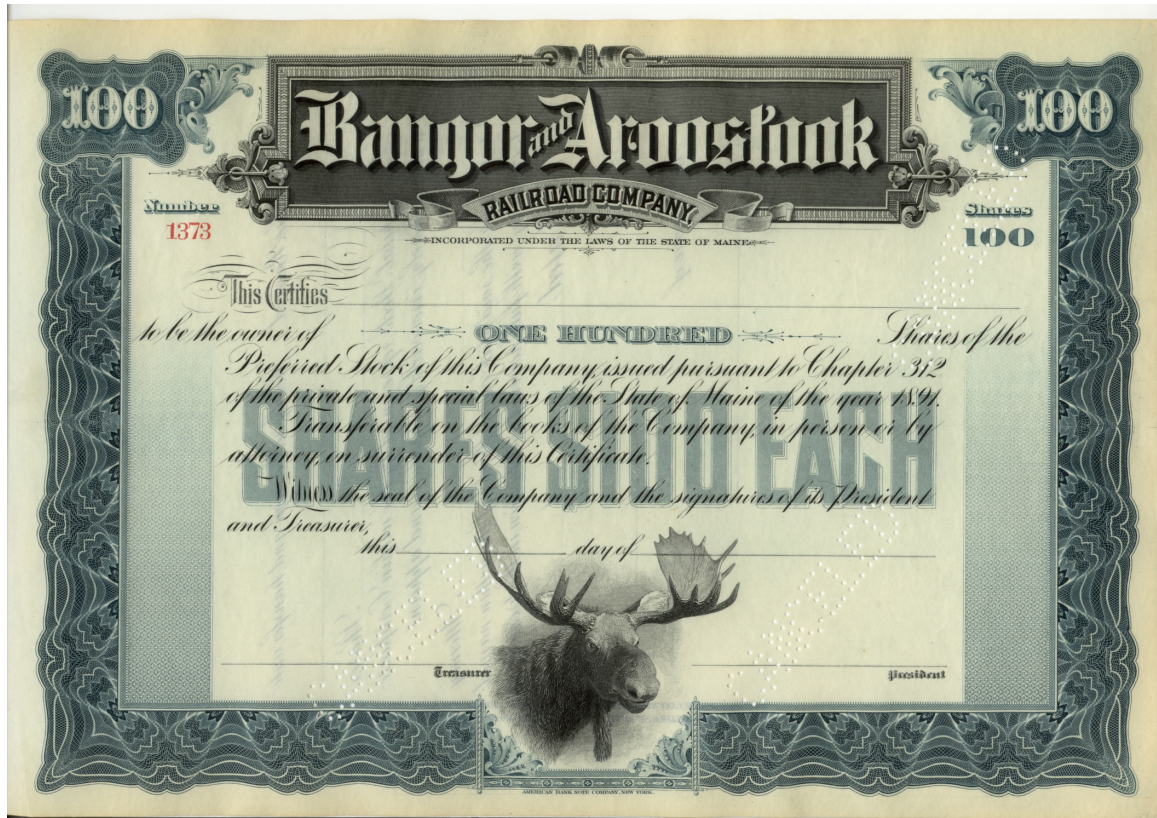 100 100
Bangor and Aroostook
RAILROAD COMPANY.
Number Shares
1373 100
INCORPORATED UNDER THE LAWS OF THE STATE OF MAINE
This Certifies
to be the owner of ONE HUNDRED Shares of the
Preferred Stock of this Company, issued pursuant to Chapter 312
of the private and special laws of the State of Maine of the year 1891.
Transferable on the books of the Company, in person or by
attorney, on surrender of this Certificate.
SHARES $100 EACH
Witness the seal of the Company and the signatures of its President
and Treasurer,
this day of
CANCELLED
CANCELLED
Treasurer President
AMERICAN BANK NOTE COMPANY, NEW YORK.